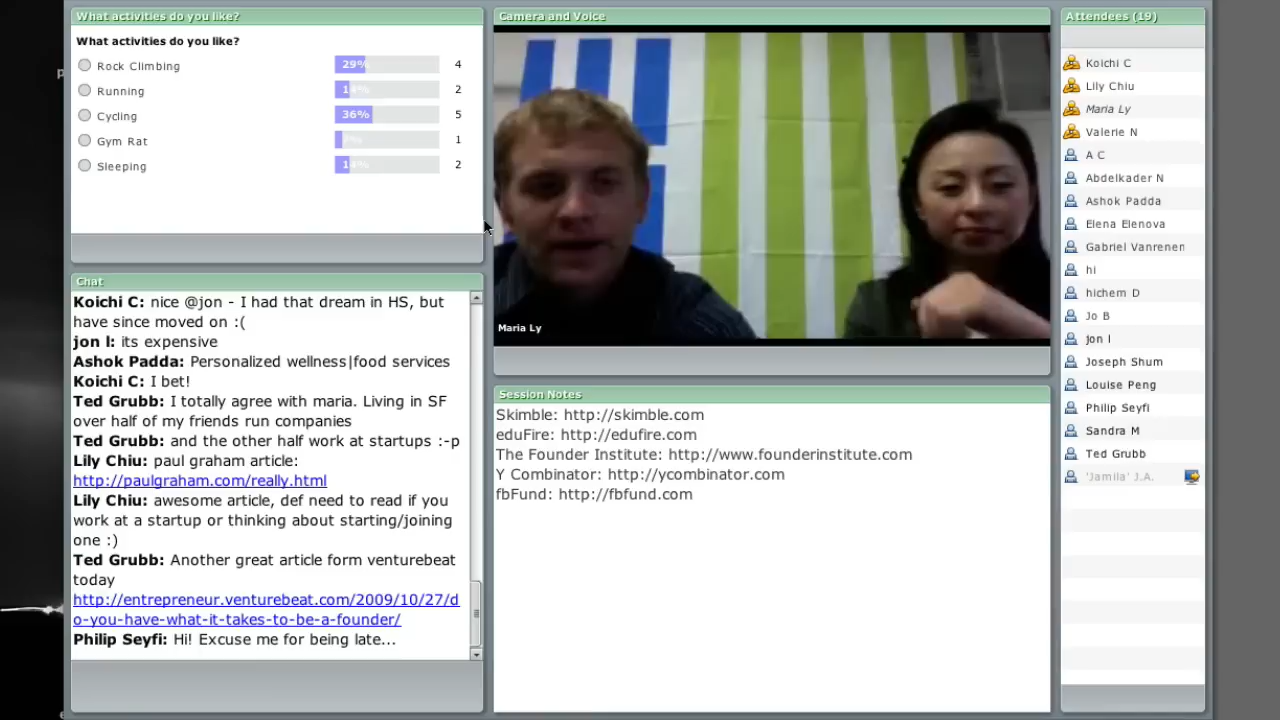 What activities do you like?
What activities do you like?
Rock Climbing 29% 4
Running 2
Cycling 36% 5
Gym Rat 1
Sleeping 2
Chat
Koichi C: nice @jon - I had that dream in HS, but
have since moved on :(
jon l: its expensive
Ashok Padda: Personalized wellness|food services
Koichi C: I bet!
Ted Grubb: I totally agree with maria. Living in SF
over half of my friends run companies
Ted Grubb: and the other half work at startups :-p
Lily Chiu: paul graham article:
http://paulgraham.com/really.html
Lily Chiu: awesome article, def need to read if you
work at a startup or thinking about starting/joining
one :)
Ted Grubb: Another great article form venturebeat
today
http://entrepreneur.venturebeat.com/2009/10/27/d
o-you-have-what-it-takes-to-be-a-founder/
Philip Seyfi: Hi! Excuse me for being late...
Camera and Voice
Maria Ly
Session Notes
Skimble: http://skimble.com
eduFire: http://edufire.com
The Founder Institute: http://www.founderinstitute.com
Y Combinator: http://ycombinator.com
fbFund: http://fbfund.com
Attendees (19)
Koichi C
Lily Chiu
Maria Ly
Valerie N
A C
Abdelkader N
Ashok Padda
Elena Elenova
Gabriel Vanrenen
hi
hichem D
Jo B
jon l
Joseph Shum
Louise Peng
Philip Seyfi
Sandra M
Ted Grubb
'Jamila' J.A.